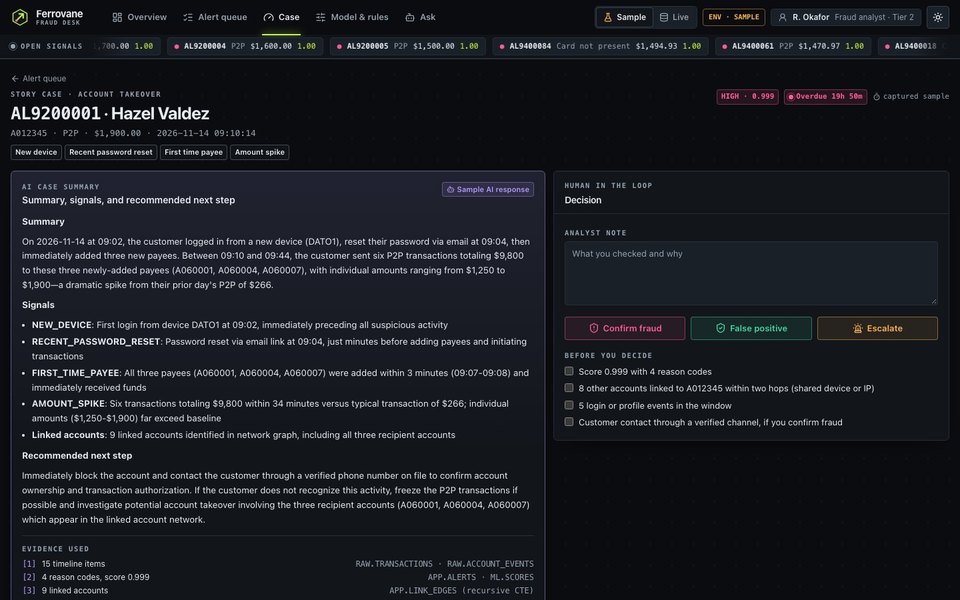 Ferrovane
FRAUD DESK
Overview
Alert queue
Case
Model & rules
Ask
Sample
Live
ENV · SAMPLE
R. Okafor Fraud analyst · Tier 2
OPEN SIGNALS
,700.00 1.00
AL9200004 P2P $1,600.00 1.00
AL9200005 P2P $1,500.00 1.00
AL9400084 Card not present $1,494.93 1.00
AL9400061 P2P $1,470.97 1.00
AL9400018
← Alert queue
STORY CASE · ACCOUNT TAKEOVER
AL9200001 · Hazel Valdez
A012345 · P2P · $1,900.00 · 2026-11-14 09:10:14
HIGH · 0.999
Overdue 19h 50m
captured sample
New device
Recent password reset
First time payee
Amount spike
AI CASE SUMMARY
Summary, signals, and recommended next step
Sample AI response
Summary
On 2026-11-14 at 09:02, the customer logged in from a new device (DATO1), reset their password via email at 09:04, then
immediately added three new payees. Between 09:10 and 09:44, the customer sent six P2P transactions totaling $9,800
to these three newly-added payees (A060001, A060004, A060007), with individual amounts ranging from $1,250 to
$1,900—a dramatic spike from their prior day's P2P of $266.
Signals
• NEW_DEVICE: First login from device DATO1 at 09:02, immediately preceding all suspicious activity
• RECENT_PASSWORD_RESET: Password reset via email link at 09:04, just minutes before adding payees and initiating
transactions
• FIRST_TIME_PAYEE: All three payees (A060001, A060004, A060007) were added within 3 minutes (09:07-09:08) and
immediately received funds
• AMOUNT_SPIKE: Six transactions totaling $9,800 within 34 minutes versus typical transaction of $266; individual
amounts ($1,250-$1,900) far exceed baseline
• Linked accounts: 9 linked accounts identified in network graph, including all three recipient accounts
Recommended next step
Immediately block the account and contact the customer through a verified phone number on file to confirm account
ownership and transaction authorization. If the customer does not recognize this activity, freeze the P2P transactions if
possible and investigate potential account takeover involving the three recipient accounts (A060001, A060004, A060007)
which appear in the linked account network.
EVIDENCE USED
[1] 15 timeline items RAW.TRANSACTIONS · RAW.ACCOUNT_EVENTS
[2] 4 reason codes, score 0.999 APP.ALERTS · ML.SCORES
[3] 9 linked accounts APP.LINK_EDGES (recursive CTE)
HUMAN IN THE LOOP
Decision
ANALYST NOTE
What you checked and why
Confirm fraud
False positive
Escalate
BEFORE YOU DECIDE
Score 0.999 with 4 reason codes
8 other accounts linked to A012345 within two hops (shared device or IP)
5 login or profile events in the window
Customer contact through a verified channel, if you confirm fraud